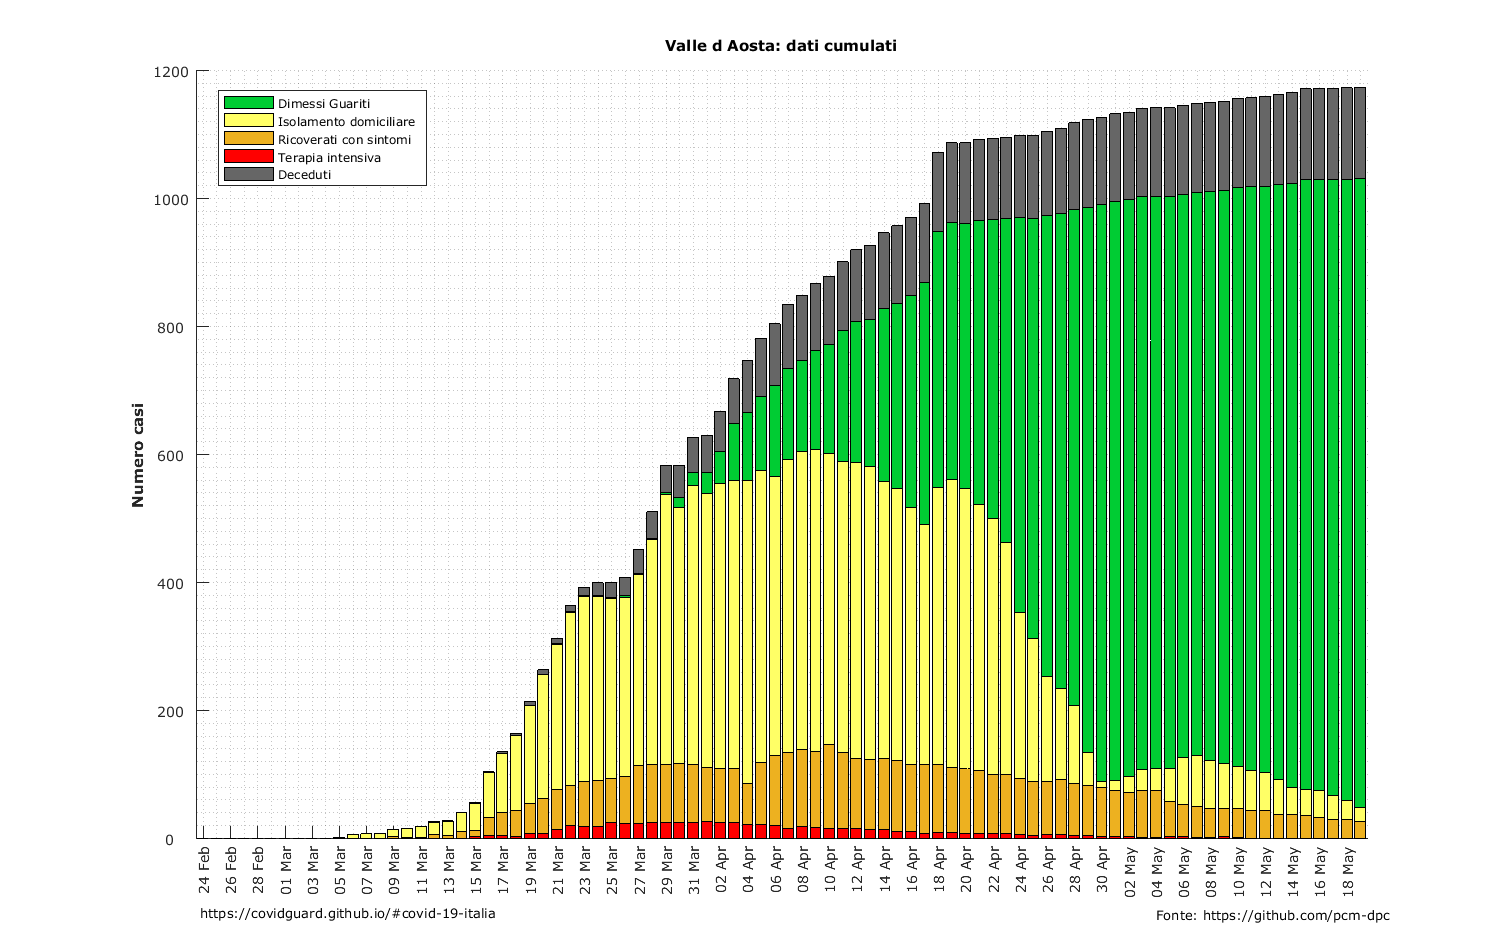 Valle d Aosta: dati cumulati
1200
1000
800
600
400
200
0
Numero casi
Dimessi Guariti
Isolamento domiciliare
Ricoverati con sintomi
Terapia intensiva
Deceduti
24 Feb
26 Feb
28 Feb
01 Mar
03 Mar
05 Mar
07 Mar
09 Mar
11 Mar
13 Mar
15 Mar
17 Mar
19 Mar
21 Mar
23 Mar
25 Mar
27 Mar
29 Mar
31 Mar
02 Apr
04 Apr
06 Apr
08 Apr
10 Apr
12 Apr
14 Apr
16 Apr
18 Apr
20 Apr
22 Apr
24 Apr
26 Apr
28 Apr
30 Apr
02 May
04 May
06 May
08 May
10 May
12 May
14 May
16 May
18 May
https://covidguard.github.io/#covid-19-italia
Fonte: https://github.com/pcm-dpc